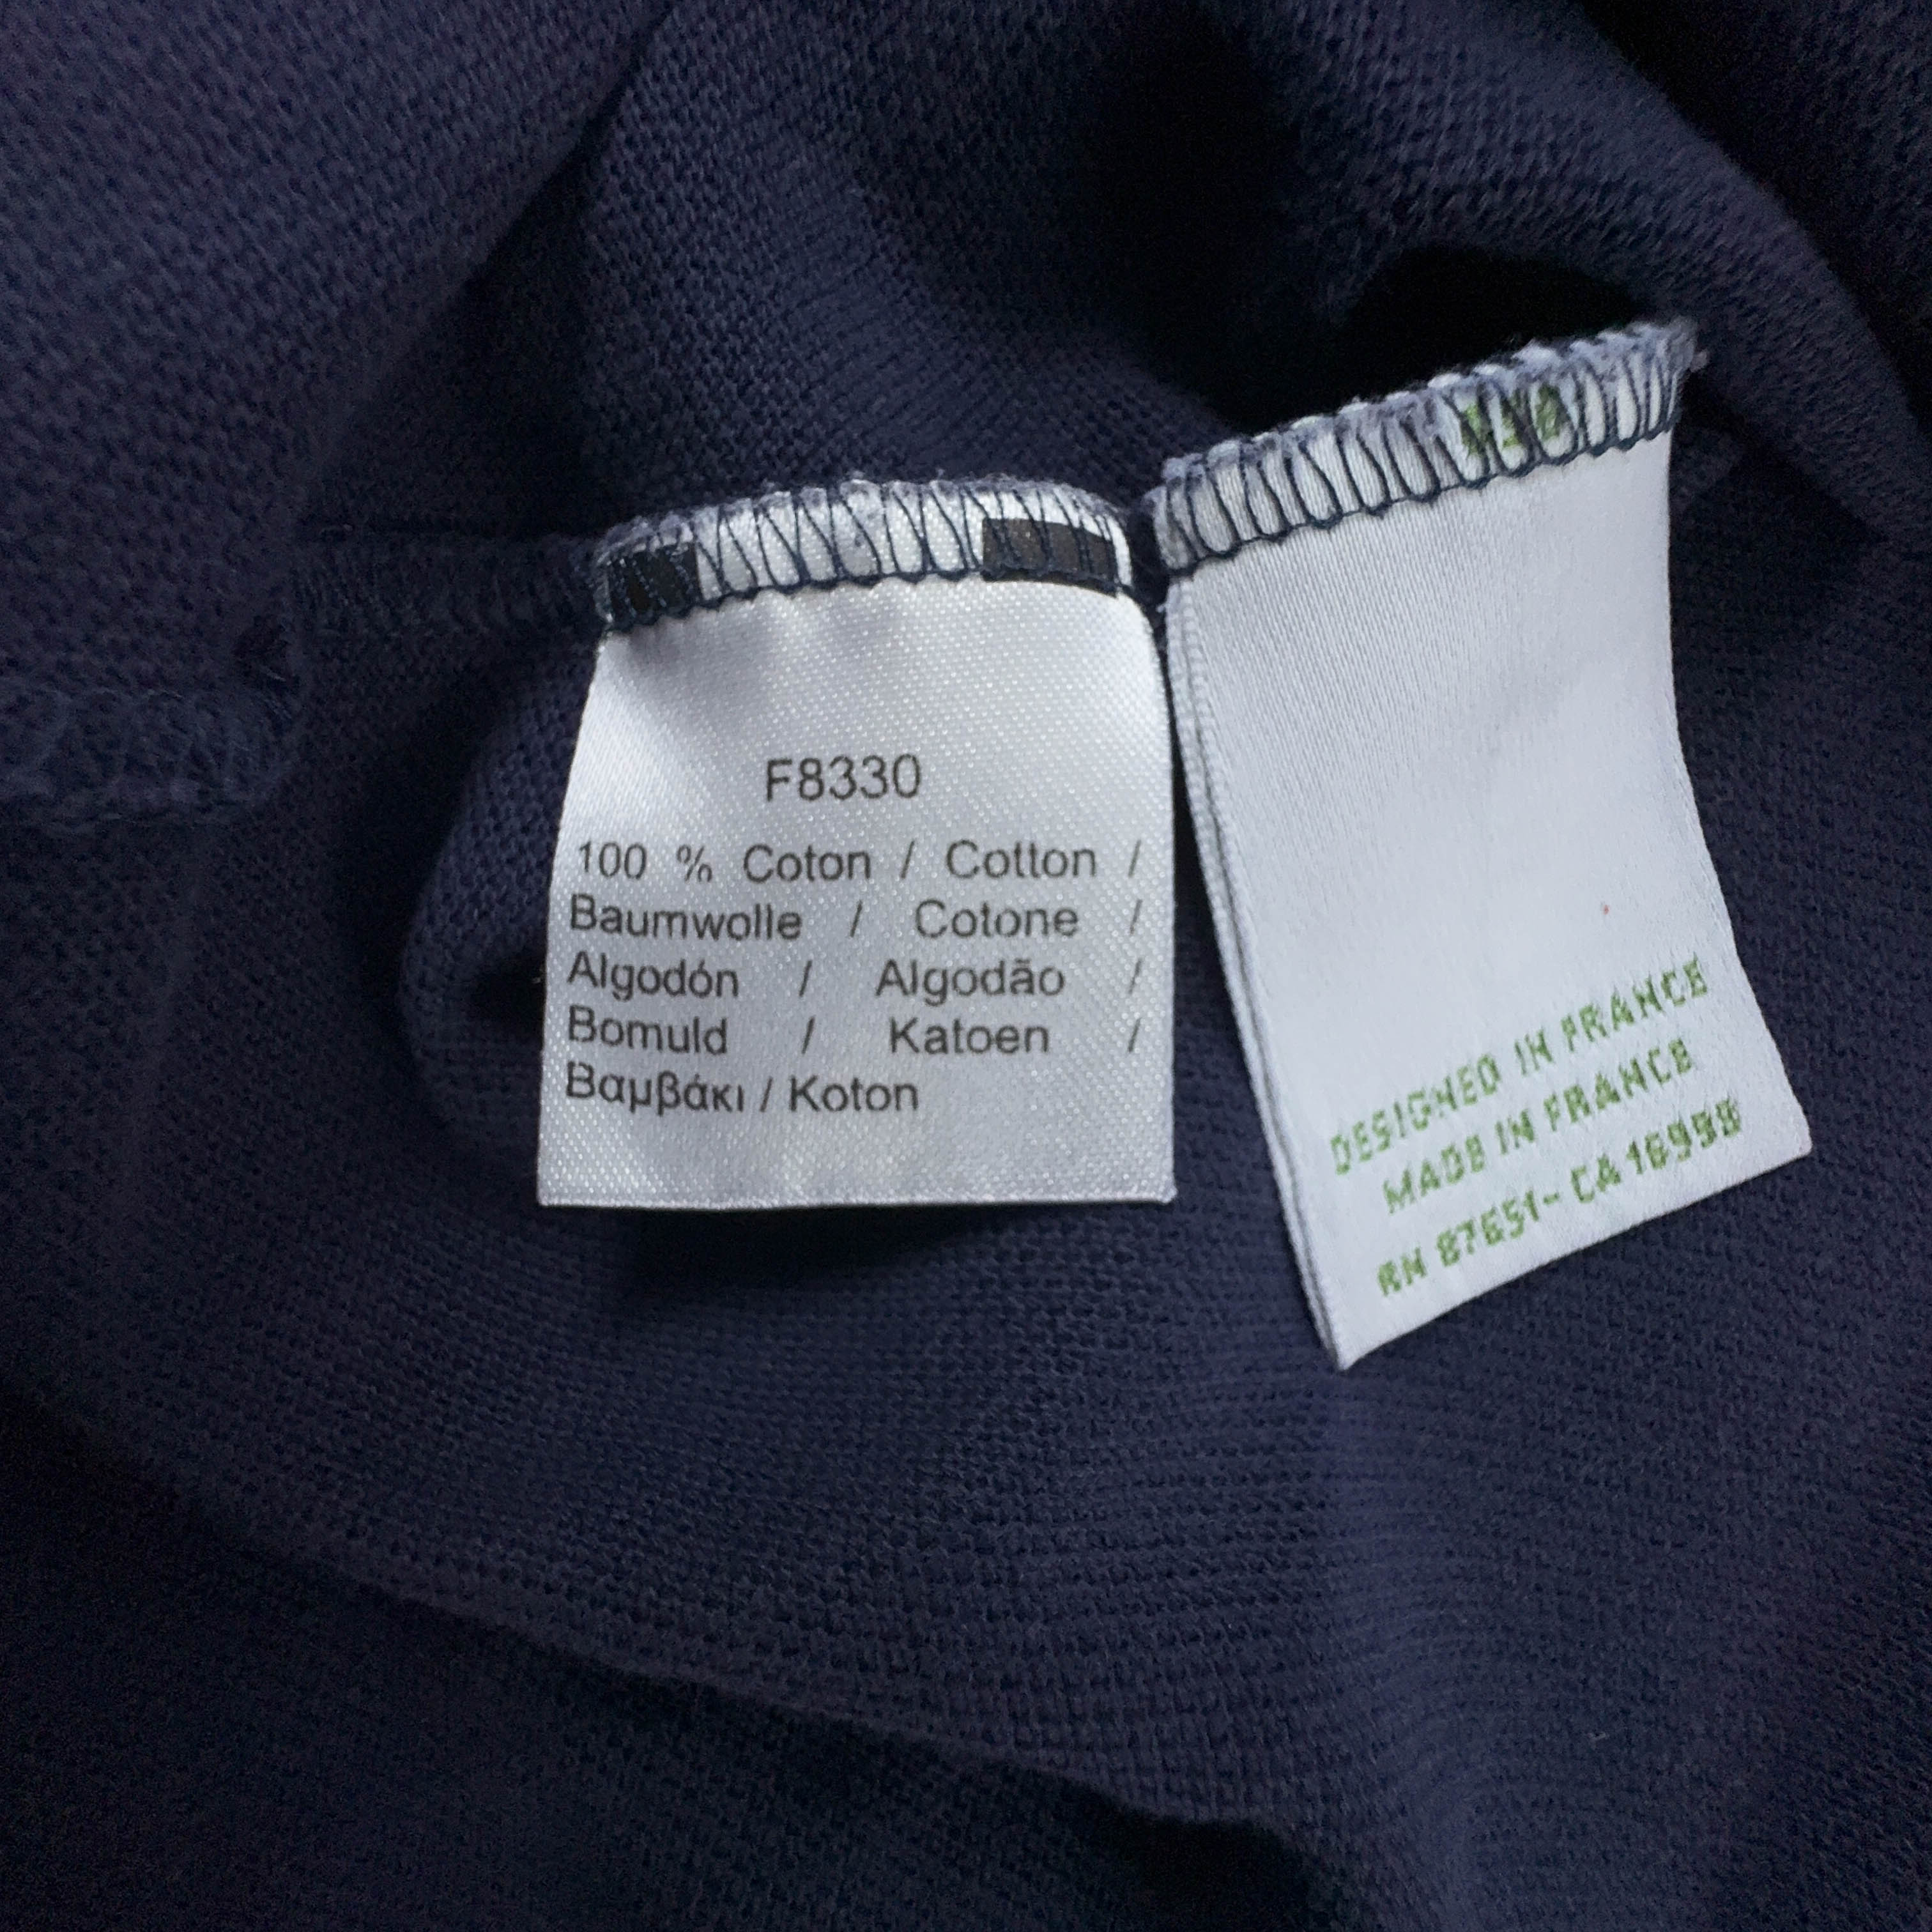 F8330
100 % Coton / Cotton /
Baumwolle / Cotone /
Algodón / Algodão /
Bomuld / Katoen /
Βαμβάκι / Koton
DESIGNED IN FRANCE
MADE IN FRANCE
RN 87651- CA 16999